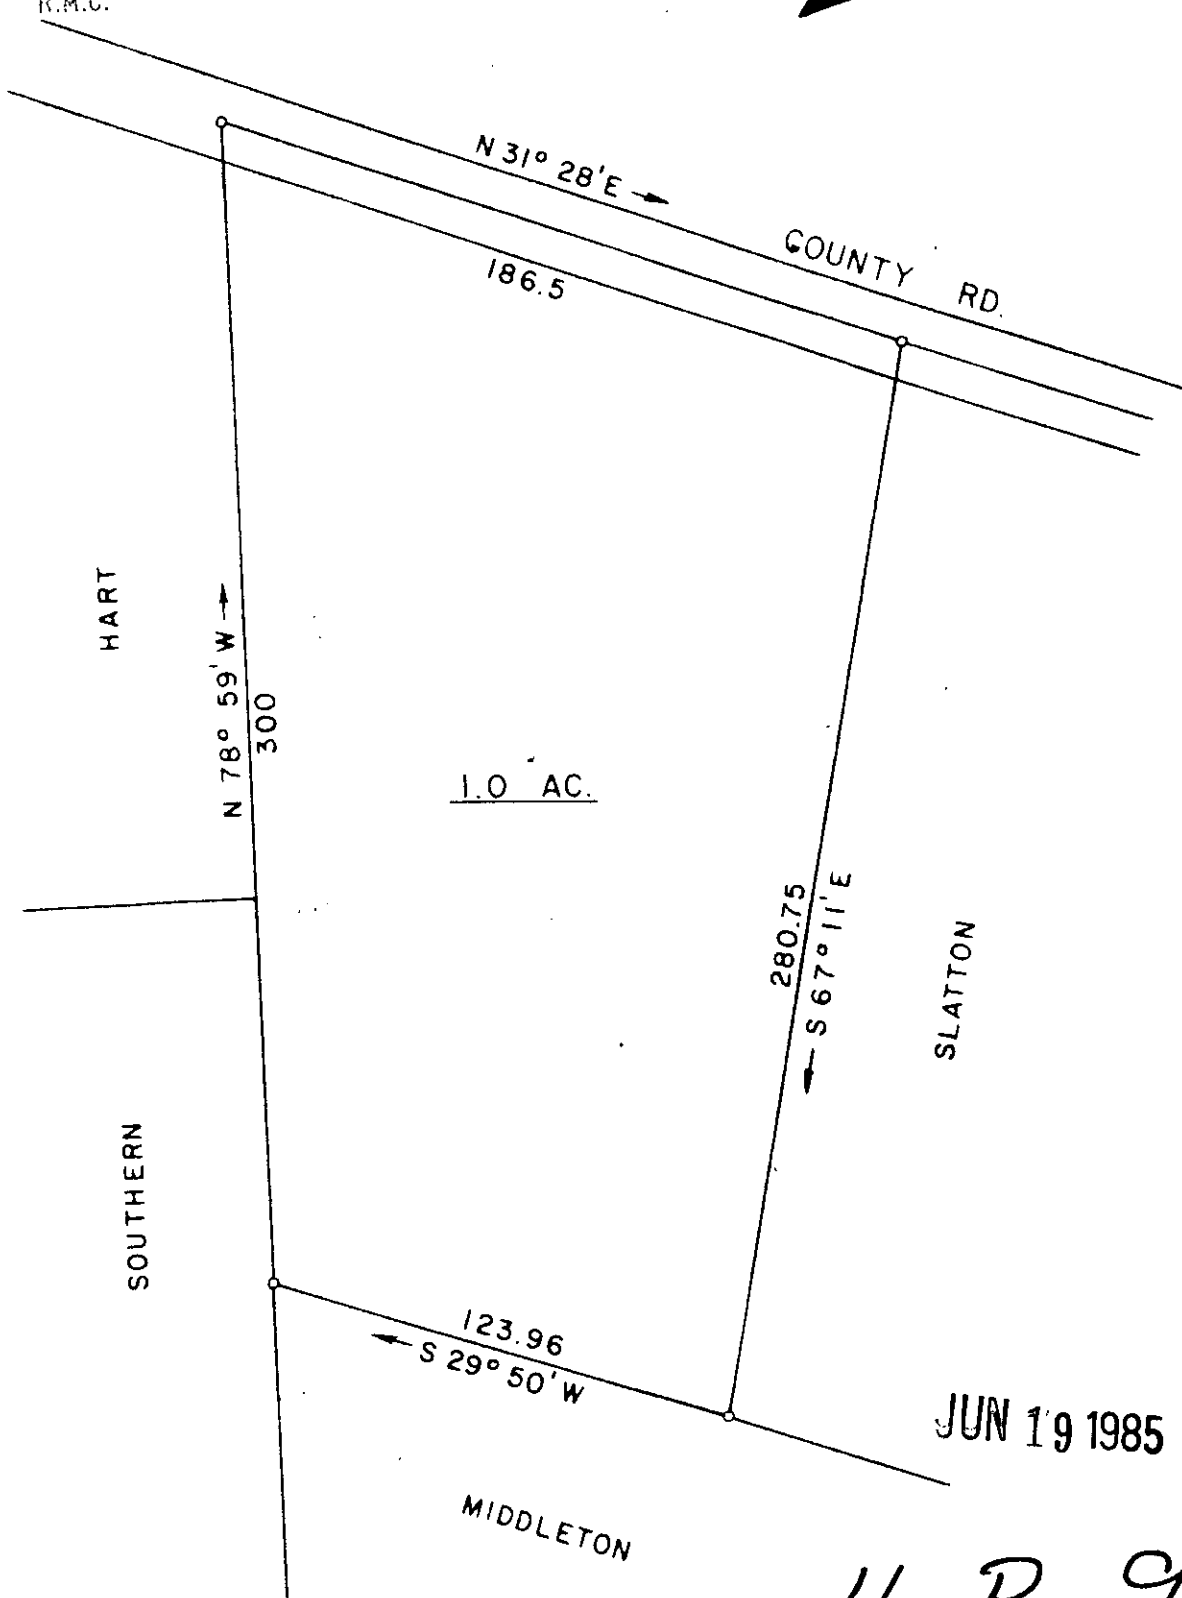 R.M.C.
N 31° 28' E
COUNTY RD.
186.5
HART
N 78° 59' W
300
1.0 AC.
280.75
S 67° 11' E
SLATTON
SOUTHERN
123.96
S 29° 50' W
JUN 19 1985
MIDDLETON